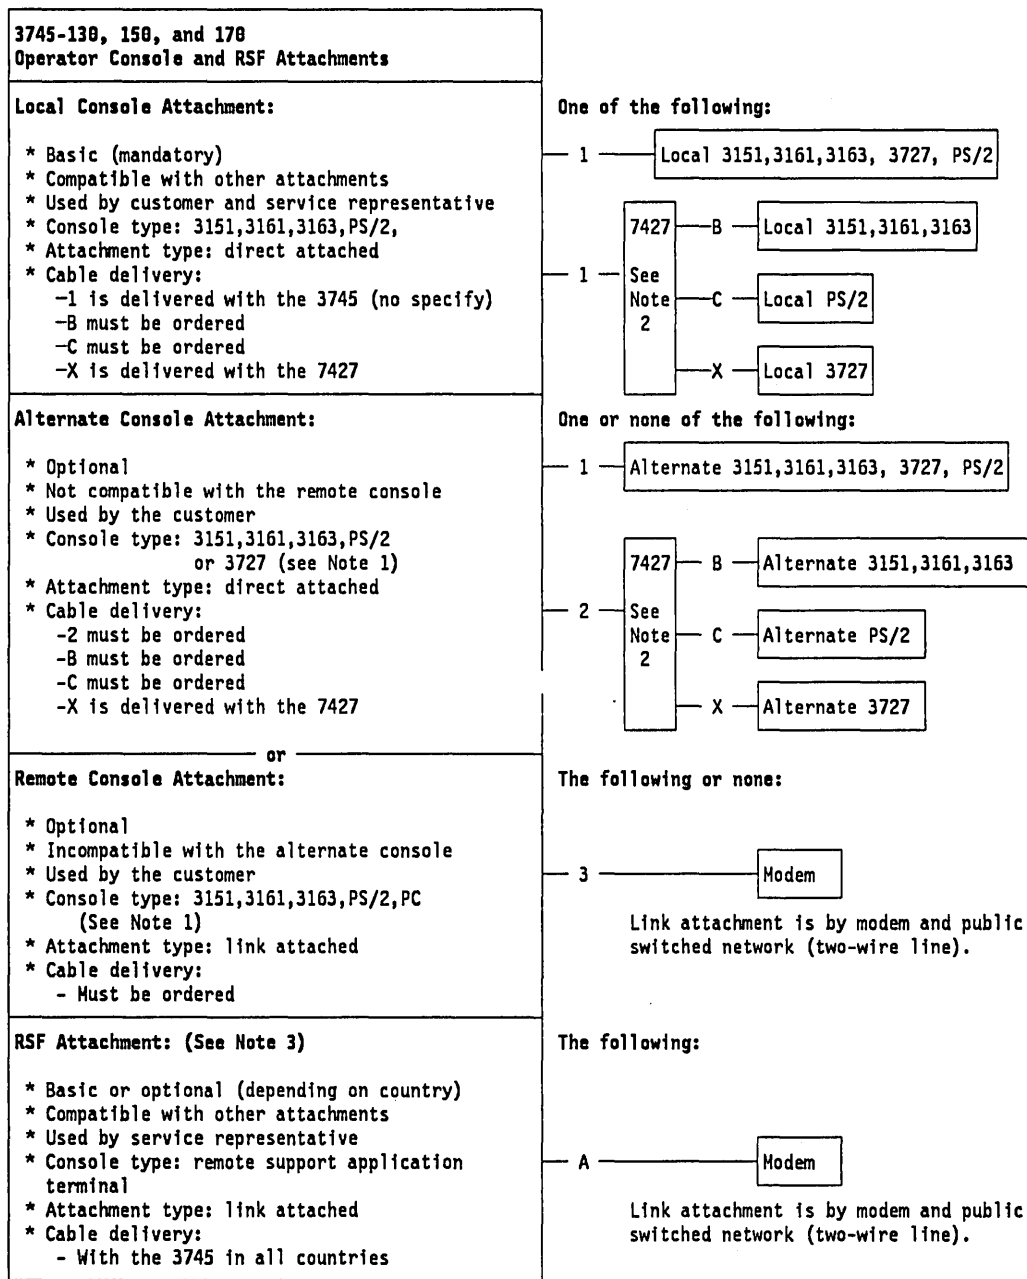 3745-130, 150, and 170
Operator Console and RSF Attachments
Local Console Attachment:
* Basic (mandatory)
* Compatible with other attachments
* Used by customer and service representative
* Console type: 3151,3161,3163,PS/2,
* Attachment type: direct attached
* Cable delivery:
—1 is delivered with the 3745 (no specify)
—B must be ordered
—C must be ordered
—X is delivered with the 7427
One of the following:
1
Local 3151,3161,3163, 3727, PS/2
1
7427
See
Note
2
B
Local 3151,3161,3163
C
Local PS/2
X
Local 3727
Alternate Console Attachment:
* Optional
* Not compatible with the remote console
* Used by the customer
* Console type: 3151,3161,3163,PS/2
or 3727 (see Note 1)
* Attachment type: direct attached
* Cable delivery:
-2 must be ordered
-B must be ordered
-C must be ordered
-X is delivered with the 7427
One or none of the following:
1
Alternate 3151,3161,3163, 3727, PS/2
2
7427
See
Note
2
B
Alternate 3151,3161,3163
C
Alternate PS/2
X
Alternate 3727
or
Remote Console Attachment:
* Optional
* Incompatible with the alternate console
* Used by the customer
* Console type: 3151,3161,3163,PS/2,PC
(See Note 1)
* Attachment type: link attached
* Cable delivery:
- Must be ordered
The following or none:
3
Modem
Link attachment is by modem and public
switched network (two-wire line).
RSF Attachment: (See Note 3)
* Basic or optional (depending on country)
* Compatible with other attachments
* Used by service representative
* Console type: remote support application
terminal
* Attachment type: link attached
* Cable delivery:
- With the 3745 in all countries
The following:
A
Modem
Link attachment is by modem and public
switched network (two-wire line).